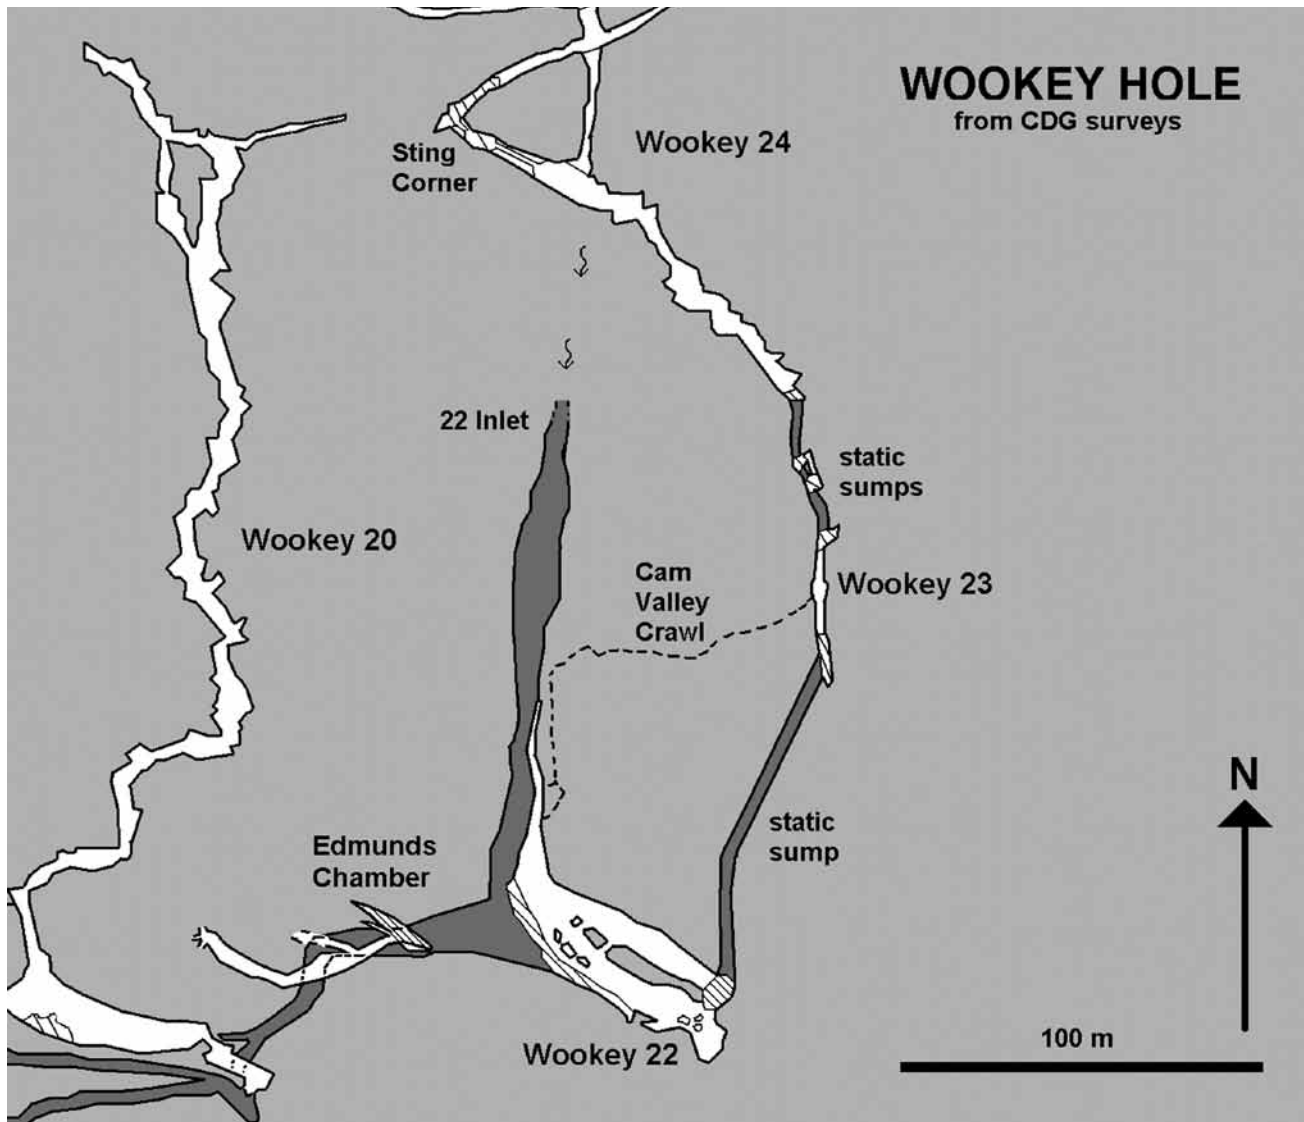 WOOKEY HOLE
from CDG surveys
Wookey 24
Sting
Corner
22 Inlet
static
sumps
Wookey 20
Cam
Valley
Crawl
Wookey 23
N
static
sump
Edmunds
Chamber
100 m
Wookey 22